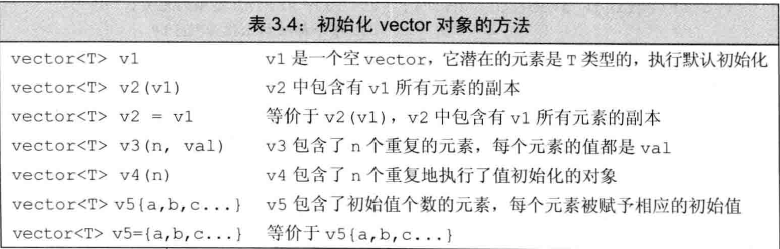 表 3.4：初始化 vector 对象的方法
vector<T> v1 v1 是一个空 vector，它潜在的元素是 T 类型的，执行默认初始化
vector<T> v2(v1) v2 中包含有 v1 所有元素的副本
vector<T> v2 = v1 等价于 v2(v1)，v2 中包含有 v1 所有元素的副本
vector<T> v3(n, val) v3 包含了 n 个重复的元素，每个元素的值都是 val
vector<T> v4(n) v4 包含了 n 个重复地执行了值初始化的对象
vector<T> v5{a,b,c...} v5 包含了初始值个数的元素，每个元素被赋予相应的初始值
vector<T> v5={a,b,c...} 等价于 v5{a,b,c...}